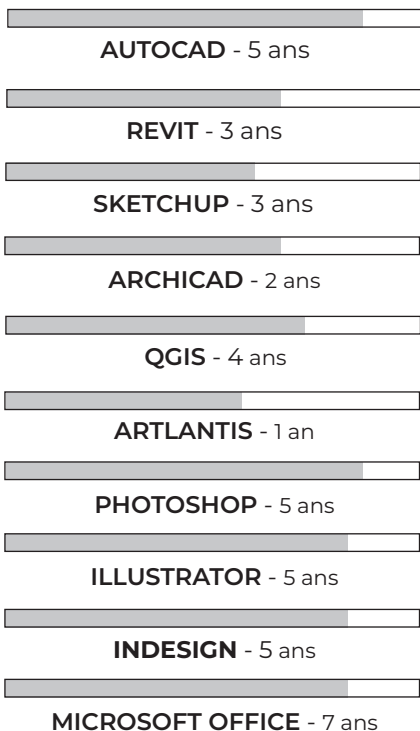 AUTOCAD - 5 ans
REVIT - 3 ans
SKETCHUP - 3 ans
ARCHICAD - 2 ans
QGIS - 4 ans
ARTLANTIS - 1 an
PHOTOSHOP - 5 ans
ILLUSTRATOR - 5 ans
INDESIGN - 5 ans
MICROSOFT OFFICE - 7 ans